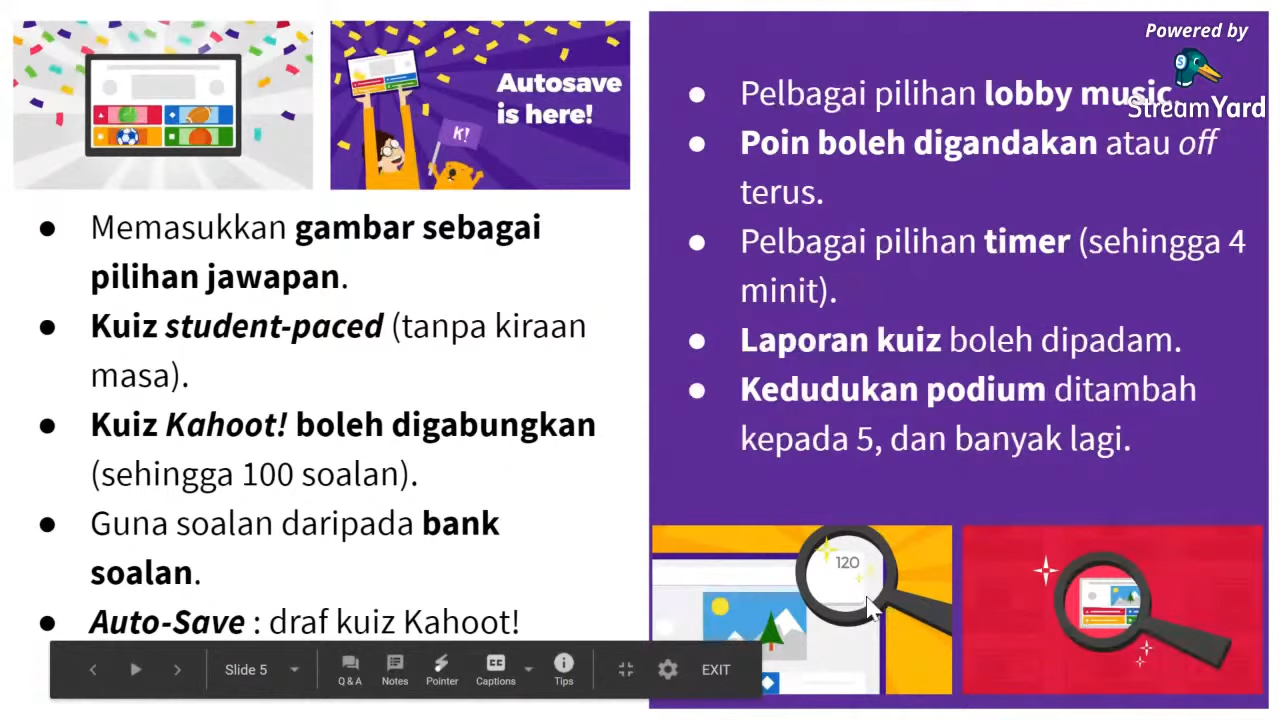 Autosave
is here!
K!
● Memasukkan gambar sebagai
pilihan jawapan.
● Kuiz student-paced (tanpa kiraan
masa).
● Kuiz Kahoot! boleh digabungkan
(sehingga 100 soalan).
● Guna soalan daripada bank
soalan.
● Auto-Save : draf kuiz Kahoot!
Powered by
StreamYard
● Pelbagai pilihan lobby music.
● Poin boleh digandakan atau off
terus.
● Pelbagai pilihan timer (sehingga 4
minit).
● Laporan kuiz boleh dipadam.
● Kedudukan podium ditambah
kepada 5, dan banyak lagi.
120
Slide 5
Q & A
Notes
Pointer
CC
Captions
Tips
EXIT